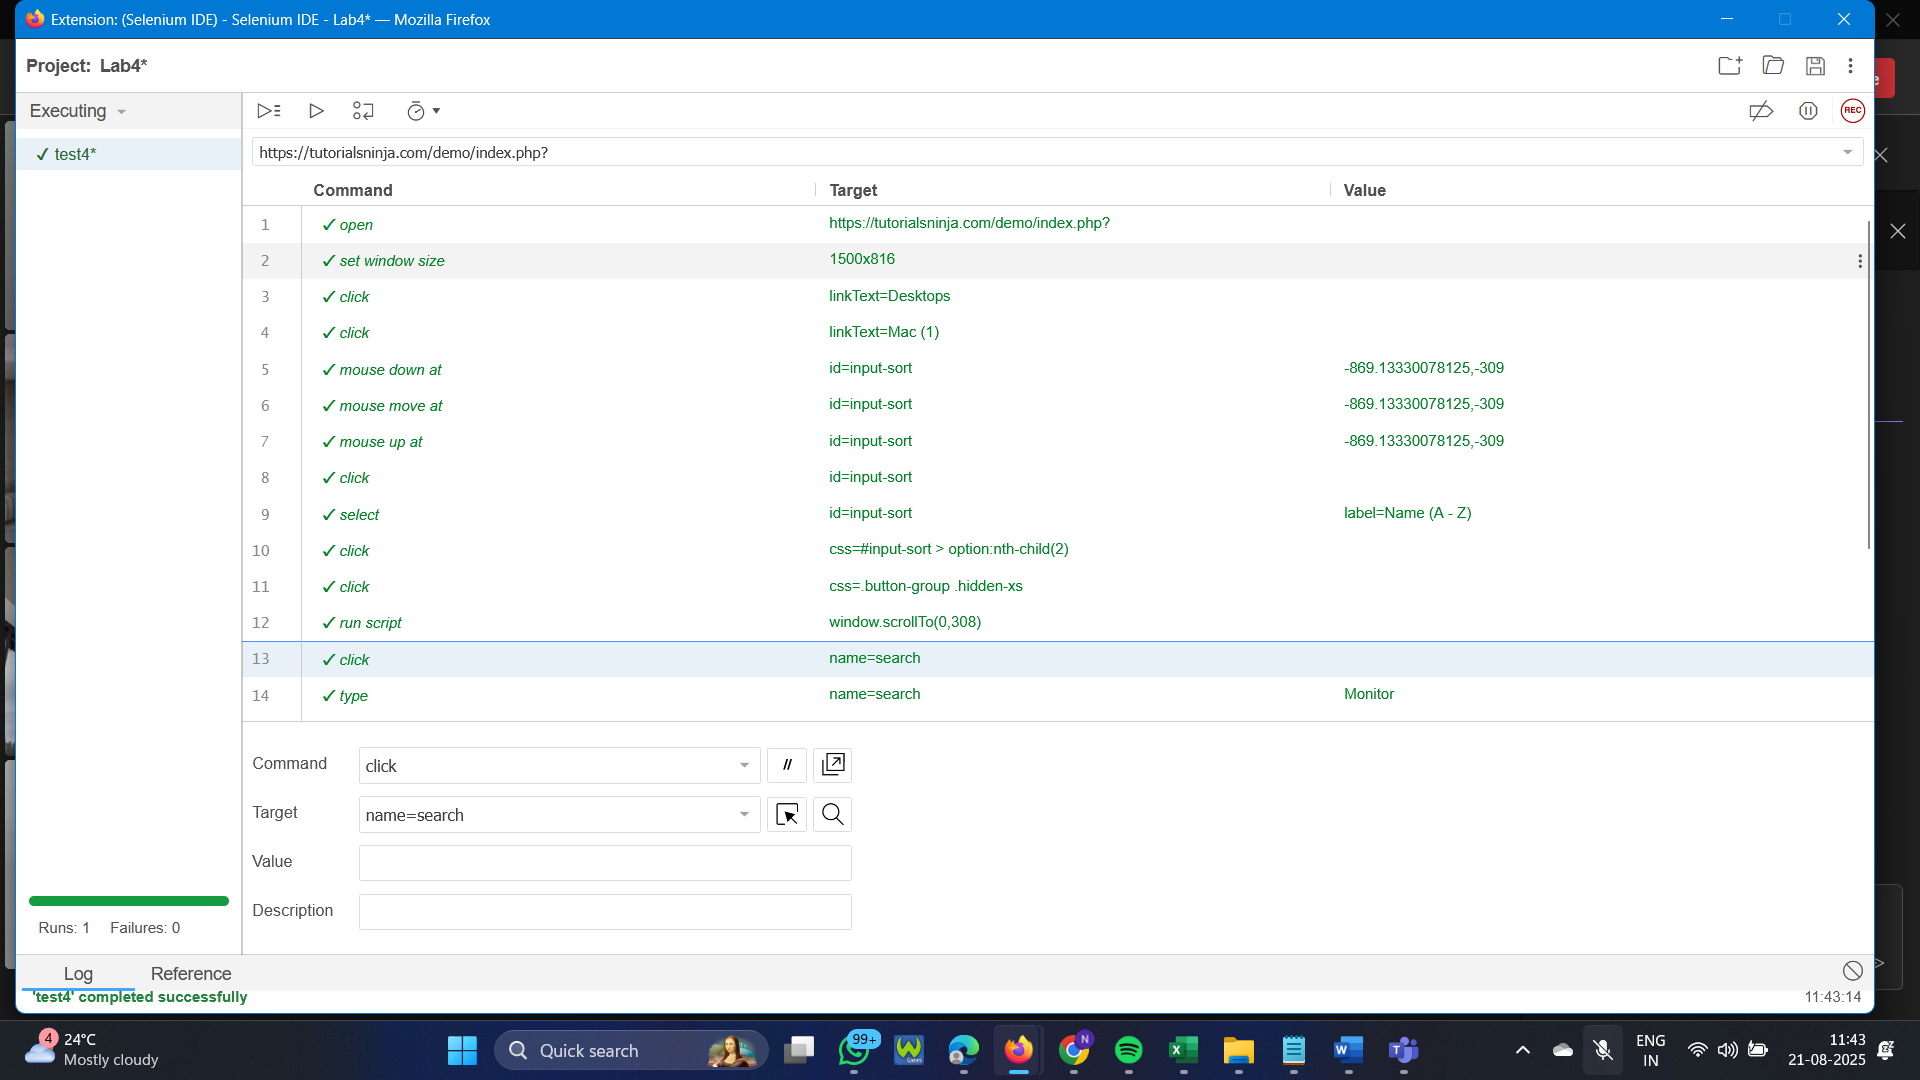 Extension: (Selenium IDE) - Selenium IDE - Lab4* — Mozilla Firefox
Project: Lab4*
Executing
✓ test4*
REC
https://tutorialsninja.com/demo/index.php?
Command Target Value
1 ✓ open https://tutorialsninja.com/demo/index.php?
2 ✓ set window size 1500x816
3 ✓ click linkText=Desktops
4 ✓ click linkText=Mac (1)
5 ✓ mouse down at id=input-sort -869.13330078125,-309
6 ✓ mouse move at id=input-sort -869.13330078125,-309
7 ✓ mouse up at id=input-sort -869.13330078125,-309
8 ✓ click id=input-sort
9 ✓ select id=input-sort label=Name (A - Z)
10 ✓ click css=#input-sort > option:nth-child(2)
11 ✓ click css=.button-group .hidden-xs
12 ✓ run script window.scrollTo(0,308)
13 ✓ click name=search
14 ✓ type name=search Monitor
Command click //
Target name=search
Value
Description
Runs: 1 Failures: 0
Log Reference
'test4' completed successfully 11:43:14
4 24°C
Mostly cloudy
Quick search
99+
Games
N
ENG
IN
11:43
21-08-2025